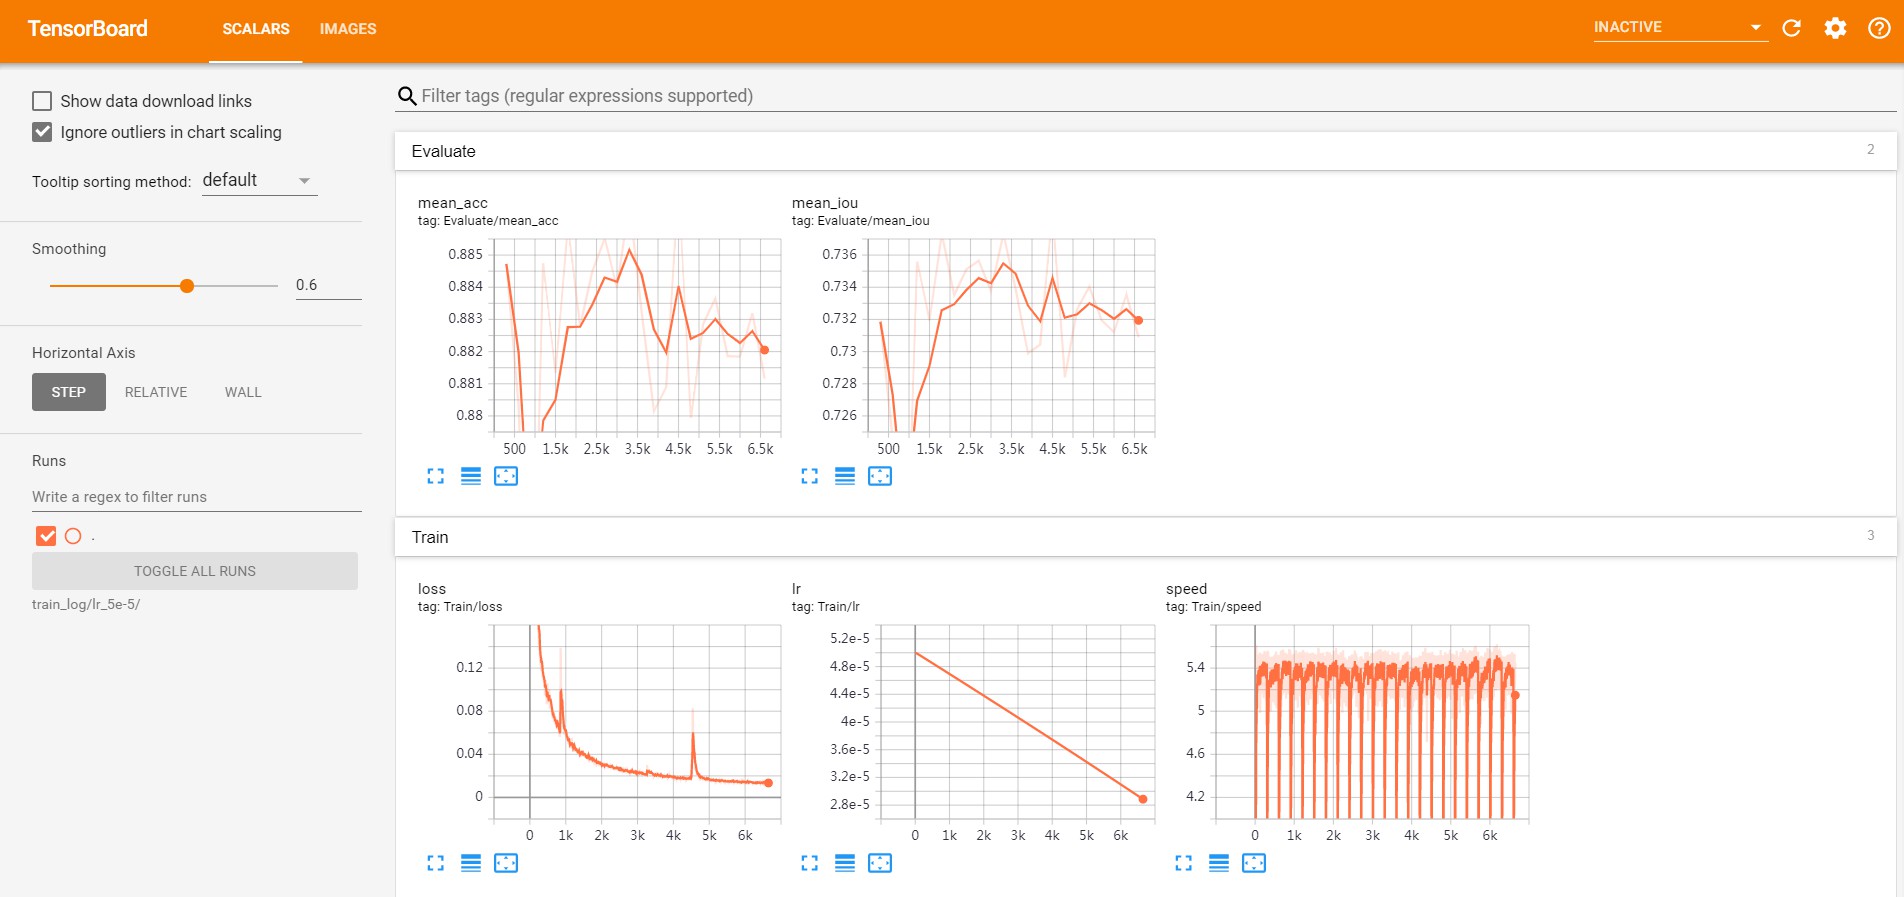 TensorBoard SCALARS IMAGES INACTIVE
Show data download links
Ignore outliers in chart scaling
Tooltip sorting method: default
Smoothing
0.6
Horizontal Axis
STEP RELATIVE WALL
Runs
Write a regex to filter runs
.
TOGGLE ALL RUNS
train_log/lr_5e-5/
Filter tags (regular expressions supported)
Evaluate 2
mean_acc
tag: Evaluate/mean_acc
0.885
0.884
0.883
0.882
0.881
0.88
500 1.5k 2.5k 3.5k 4.5k 5.5k 6.5k
mean_iou
tag: Evaluate/mean_iou
0.736
0.734
0.732
0.73
0.728
0.726
500 1.5k 2.5k 3.5k 4.5k 5.5k 6.5k
Train 3
loss
tag: Train/loss
0.12
0.08
0.04
0
0 1k 2k 3k 4k 5k 6k
lr
tag: Train/lr
5.2e-5
4.8e-5
4.4e-5
4e-5
3.6e-5
3.2e-5
2.8e-5
0 1k 2k 3k 4k 5k 6k
speed
tag: Train/speed
5.4
5
4.6
4.2
0 1k 2k 3k 4k 5k 6k